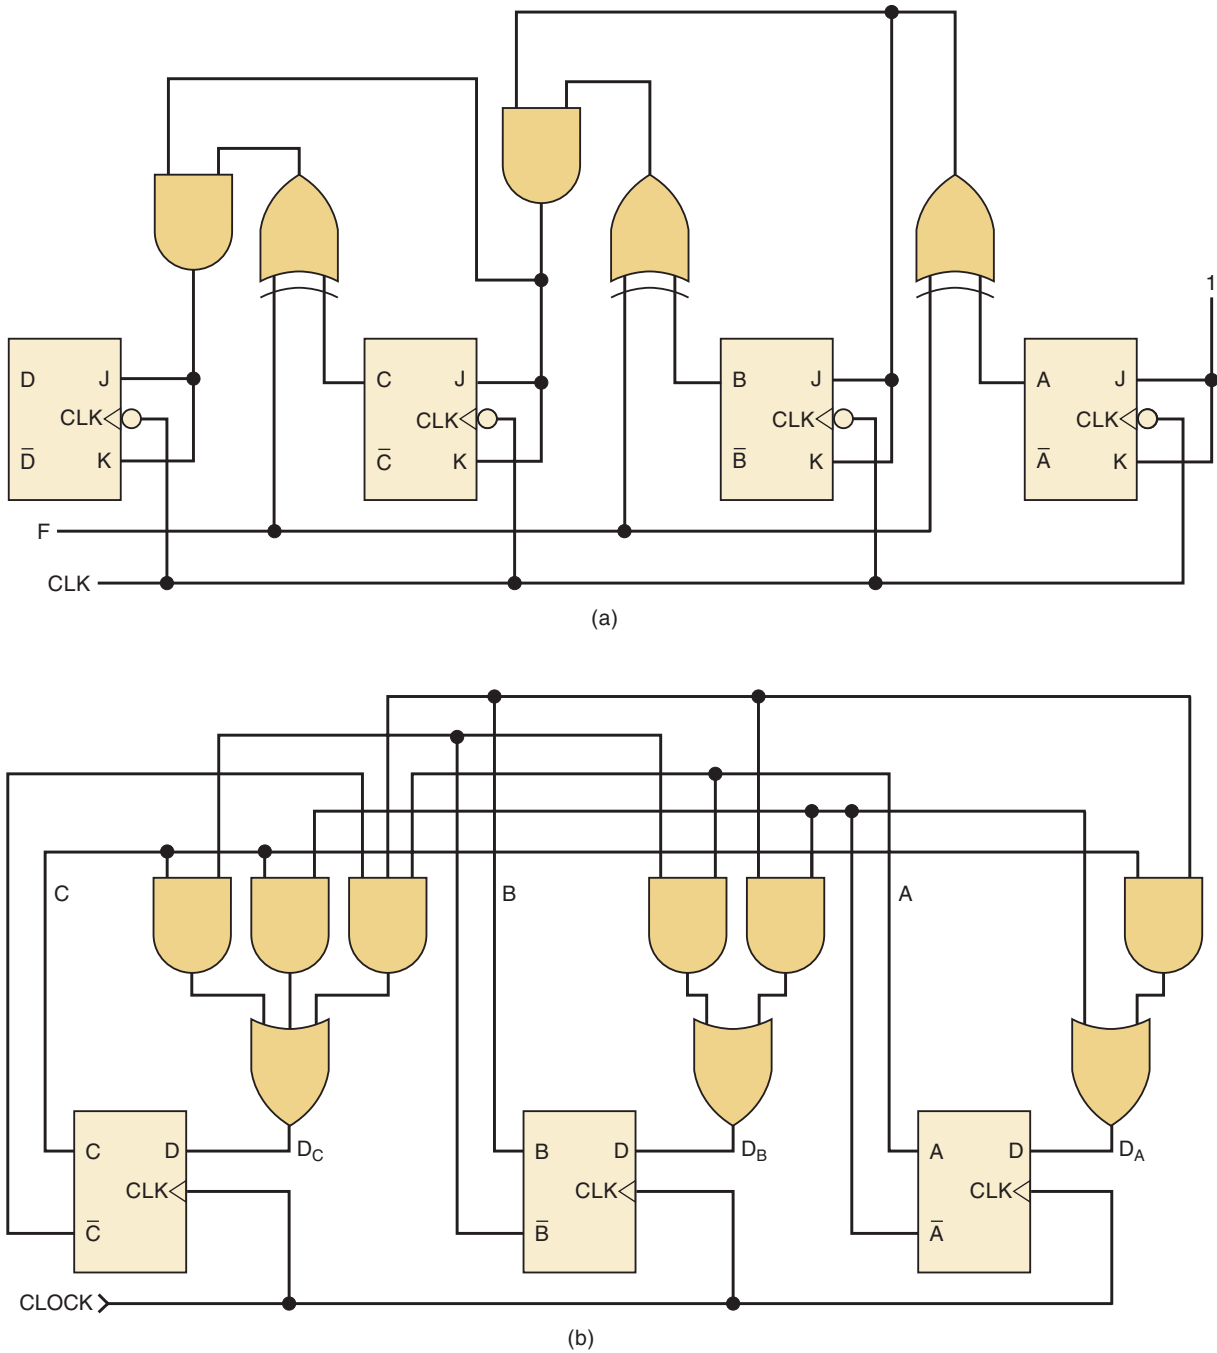 1
D J C J B J A J
CLK CLK CLK CLK
D̅ K C̅ K B̅ K A̅ K
F
CLK
(a)
C B A
C D D_C B D D_B A D D_A
CLK CLK CLK
C̅ B̅ A̅
CLOCK
(b)